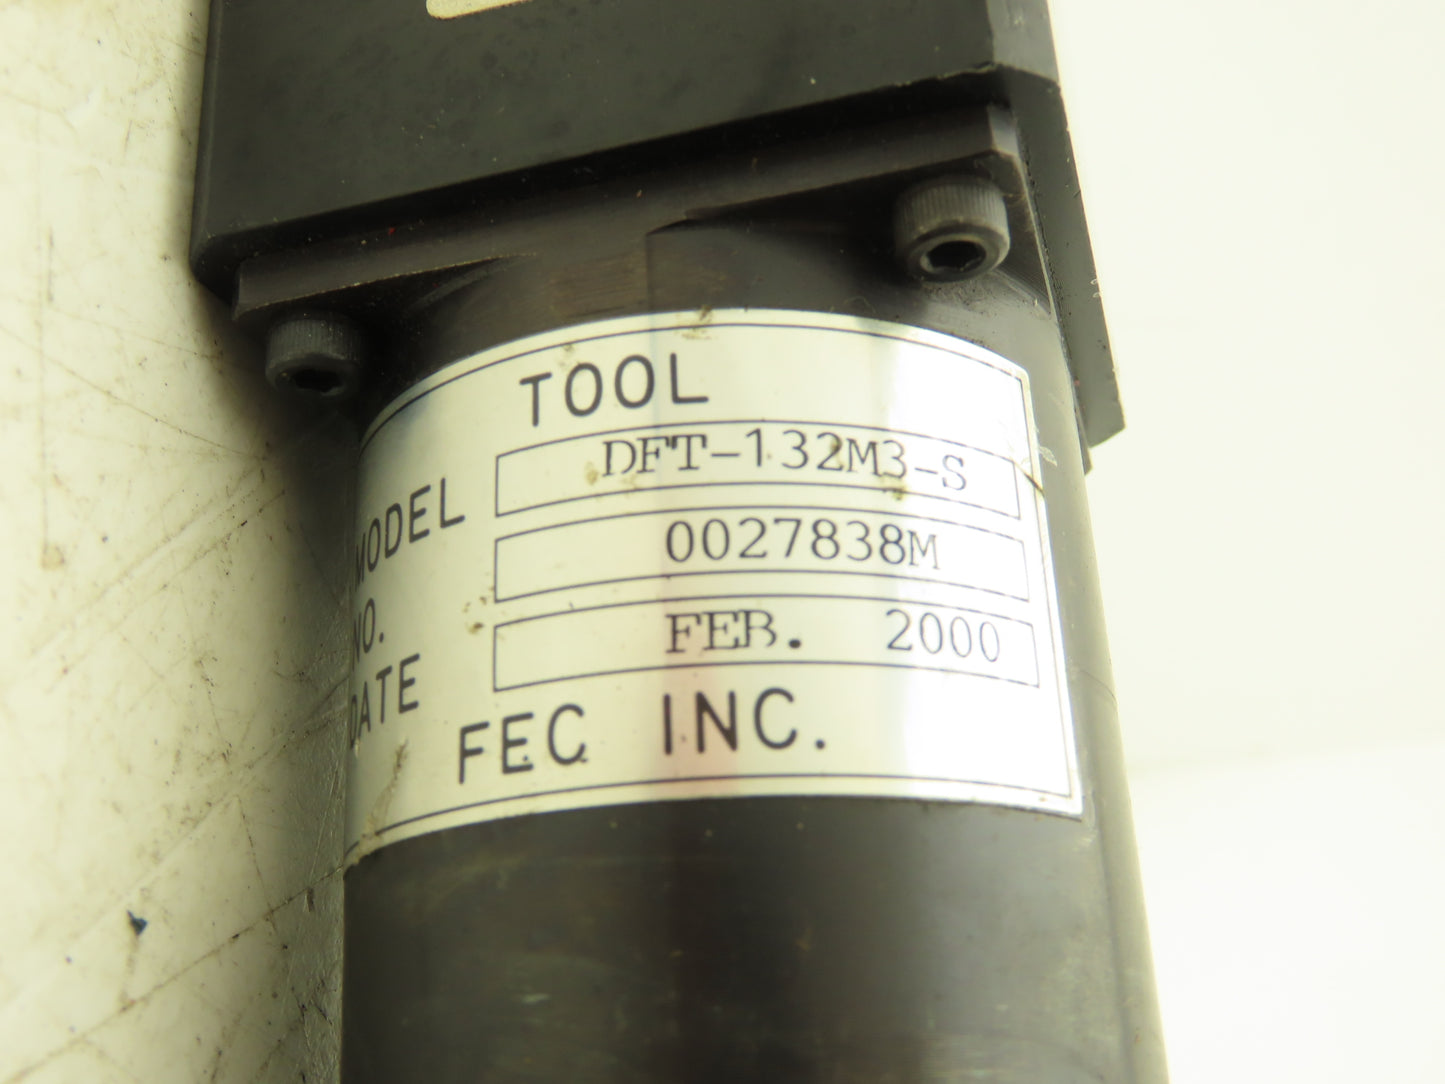 TOOL
MODEL DFT-132M3-S
NO. 0027838M
DATE FEB. 2000
FEC INC.